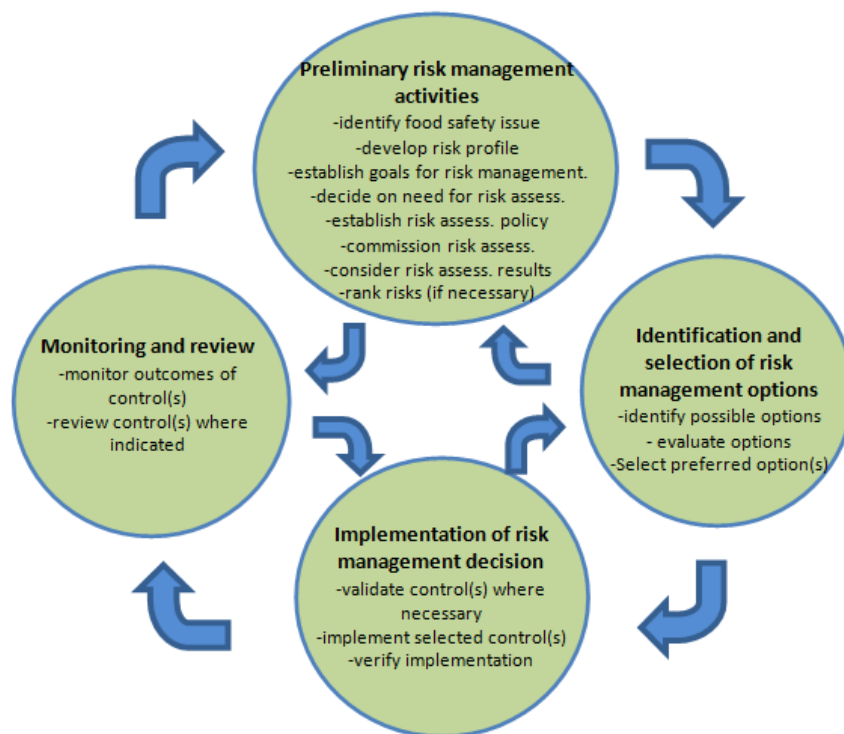 Preliminary risk management
activities
-identify food safety issue
-develop risk profile
-establish goals for risk management.
-decide on need for risk assess.
-establish risk assess. policy
-commission risk assess.
-consider risk assess. results
-rank risks (if necessary)
Identification and
selection of risk
management options
-identify possible options
- evaluate options
-Select preferred option(s)
Implementation of risk
management decision
-validate control(s) where
necessary
-implement selected control(s)
-verify implementation
Monitoring and review
-monitor outcomes of
control(s)
-review control(s) where
indicated